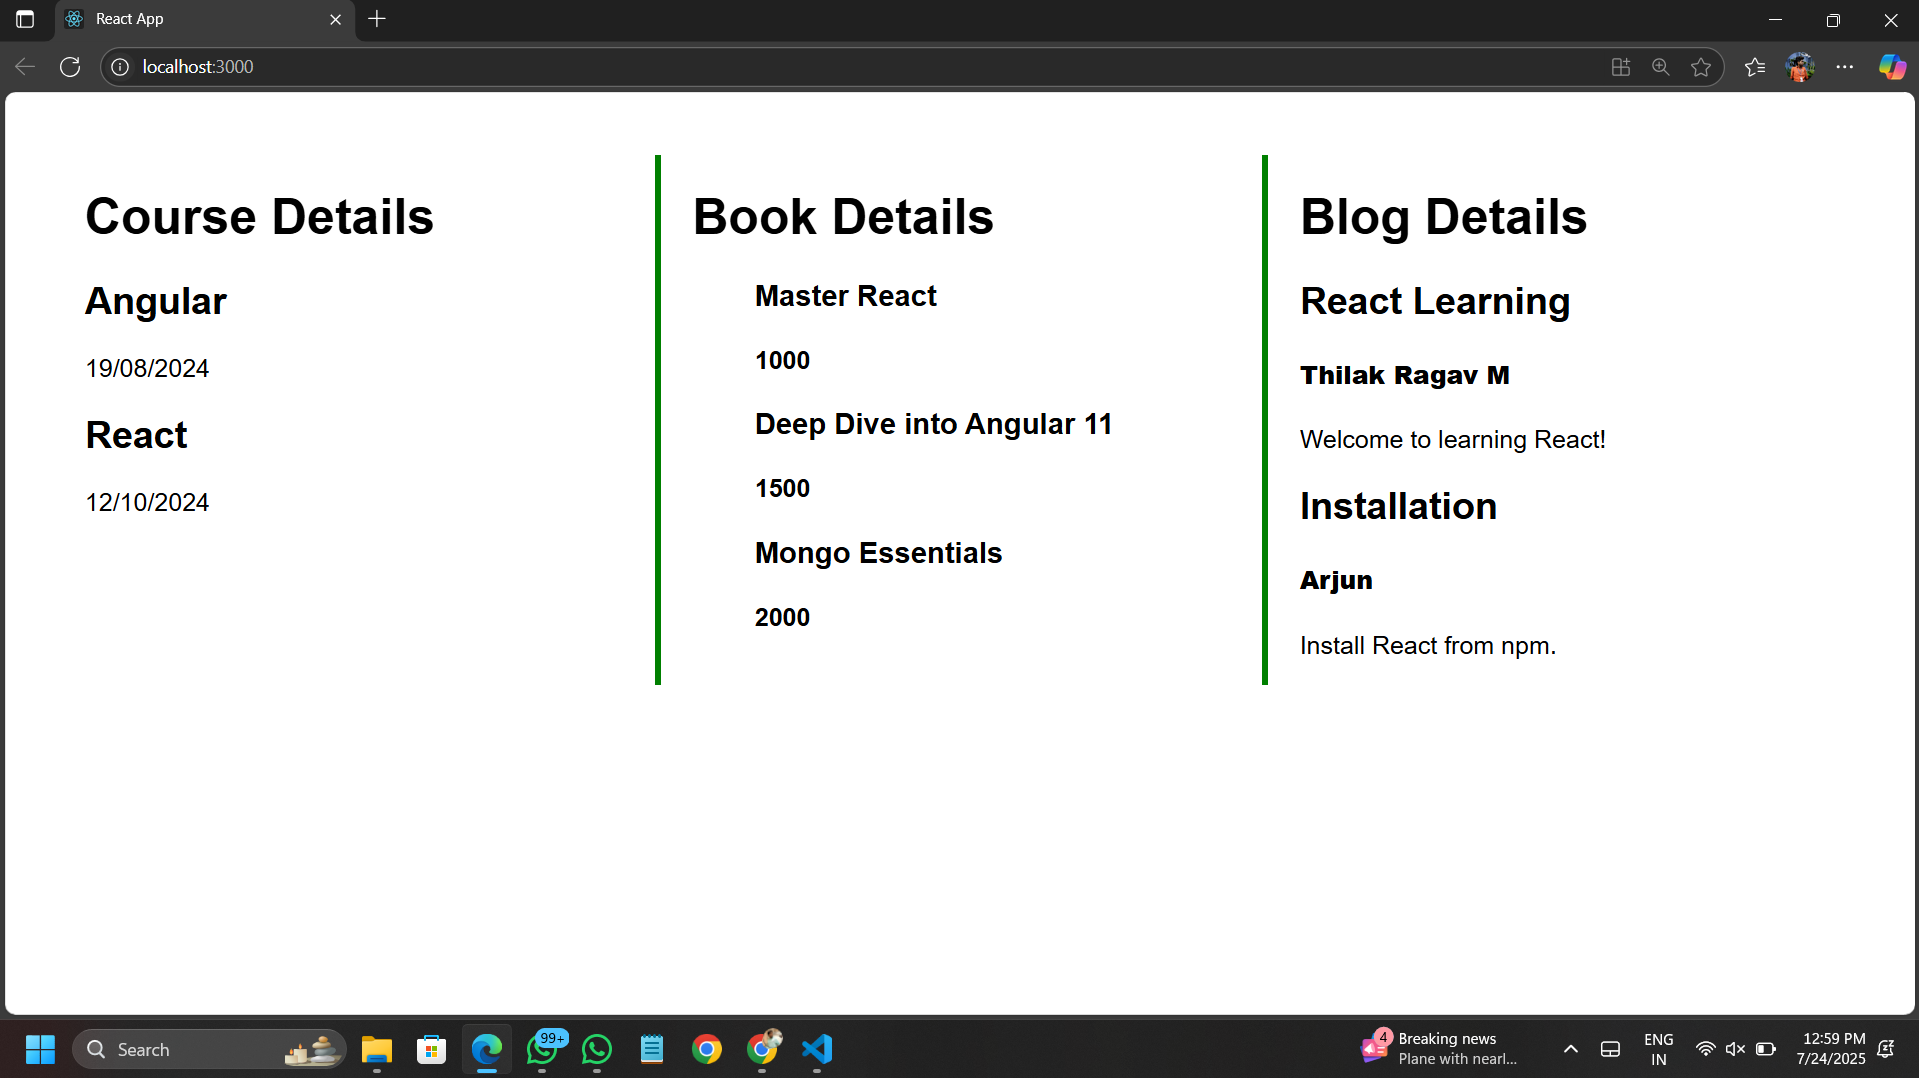 React App
localhost:3000
Course Details
Angular
19/08/2024
React
12/10/2024
Book Details
Master React
1000
Deep Dive into Angular 11
1500
Mongo Essentials
2000
Blog Details
React Learning
Thilak Ragav M
Welcome to learning React!
Installation
Arjun
Install React from npm.
Search
99+
4
Breaking news
Plane with nearl...
ENG
IN
12:59 PM
7/24/2025